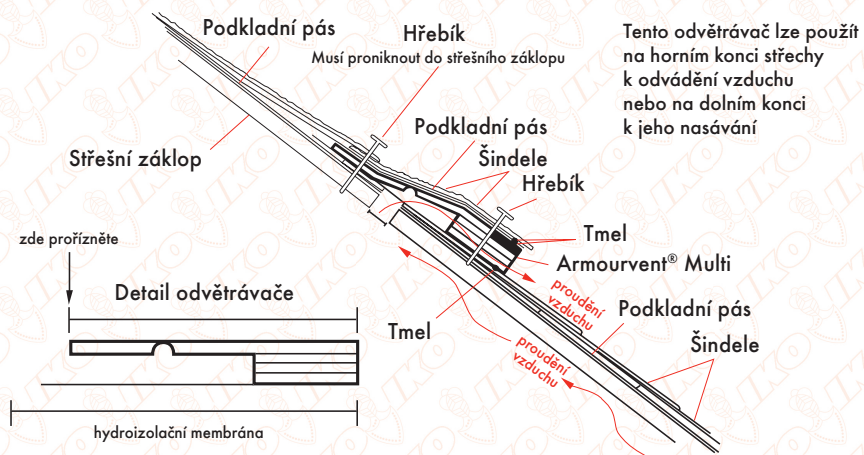 Podkladní pás
Hřebík
Musí proniknout do střešního záklopu
Tento odvětrávač lze použít
na horním konci střechy
k odvádění vzduchu
nebo na dolním konci
k jeho nasávání
Střešní záklop
Podkladní pás
Šindele
Hřebík
Tmel
Armourvent® Multi
zde prořízněte
Detail odvětrávače
Tmel
proudění
vzduchu
proudění
vzduchu
Podkladní pás
Šindele
hydroizolační membrána